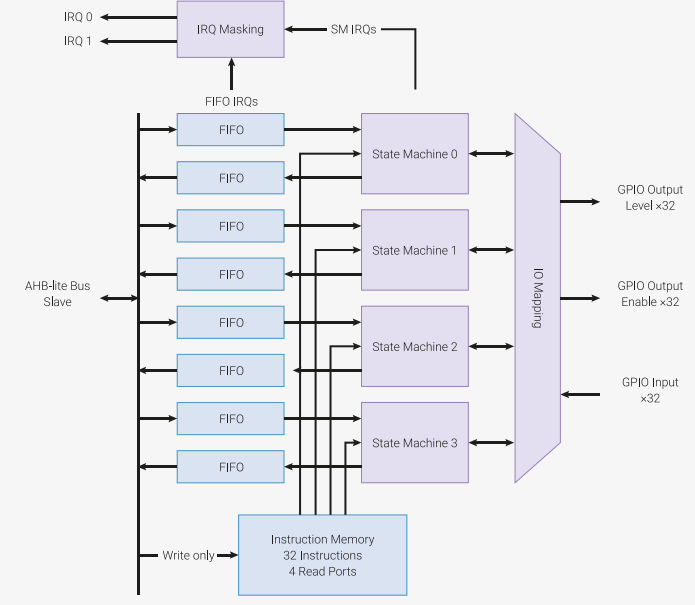 IRQ 0
IRQ 1
IRQ Masking
SM IRQs
FIFO IRQs
FIFO
FIFO
FIFO
FIFO
FIFO
FIFO
FIFO
FIFO
State Machine 0
State Machine 1
State Machine 2
State Machine 3
IO Mapping
GPIO Output
Level ×32
GPIO Output
Enable ×32
GPIO Input
×32
AHB-lite Bus
Slave
Write only
Instruction Memory
32 Instructions
4 Read Ports